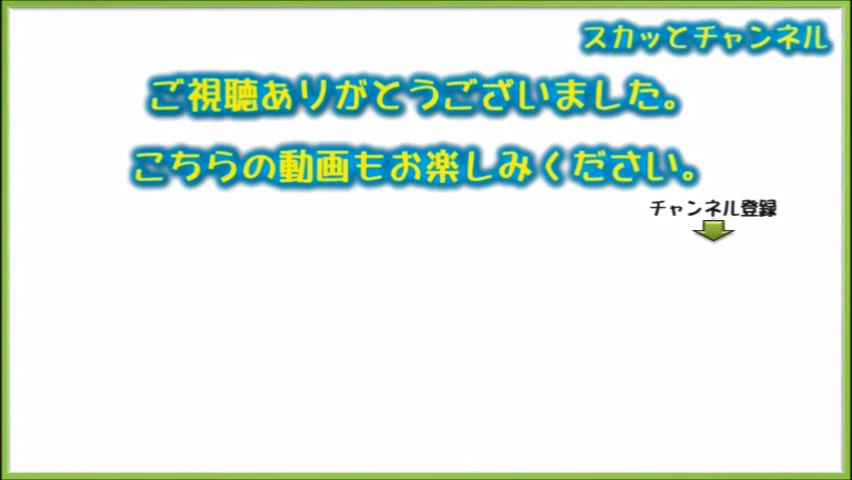 スカッとチャンネル
ご視聴ありがとうございました。
こちらの動画もお楽しみください。
チャンネル登録